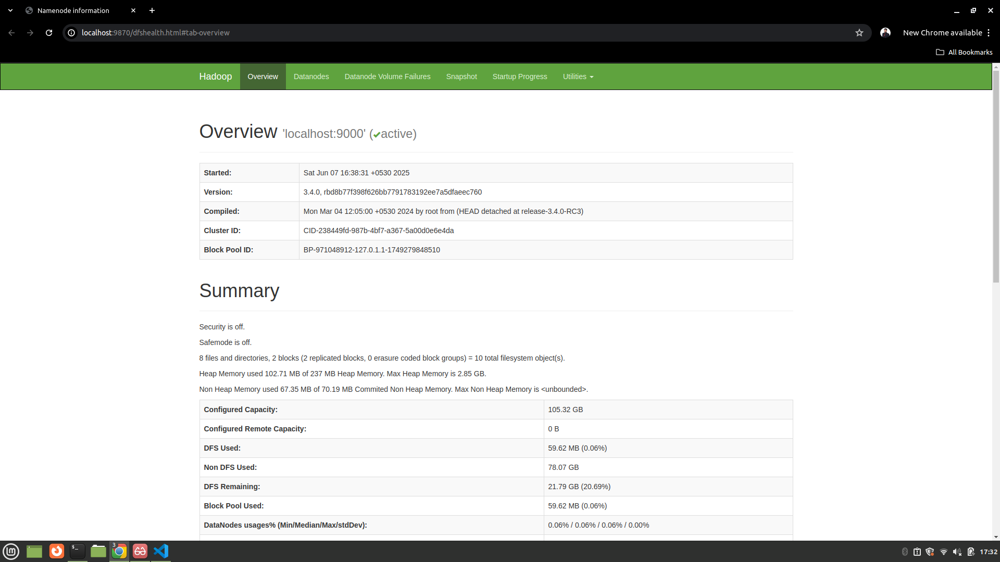 Namenode information
localhost:9870/dfshealth.html#tab-overview
New Chrome available
All Bookmarks
Hadoop Overview Datanodes Datanode Volume Failures Snapshot Startup Progress Utilities
Overview 'localhost:9000' (✔active)
Started: Sat Jun 07 16:38:31 +0530 2025
Version: 3.4.0, rbd8b77f398f626bb7791783192ee7a5dfaeec760
Compiled: Mon Mar 04 12:05:00 +0530 2024 by root from (HEAD detached at release-3.4.0-RC3)
Cluster ID: CID-238449fd-987b-4bf7-a367-5a00d0e6e4da
Block Pool ID: BP-971048912-127.0.1.1-1749279848510
Summary
Security is off.
Safemode is off.
8 files and directories, 2 blocks (2 replicated blocks, 0 erasure coded block groups) = 10 total filesystem object(s).
Heap Memory used 102.71 MB of 237 MB Heap Memory. Max Heap Memory is 2.85 GB.
Non Heap Memory used 67.35 MB of 70.19 MB Commited Non Heap Memory. Max Non Heap Memory is <unbounded>.
Configured Capacity: 105.32 GB
Configured Remote Capacity: 0 B
DFS Used: 59.62 MB (0.06%)
Non DFS Used: 78.07 GB
DFS Remaining: 21.79 GB (20.69%)
Block Pool Used: 59.62 MB (0.06%)
DataNodes usages% (Min/Median/Max/stdDev): 0.06% / 0.06% / 0.06% / 0.00%
3
17:32